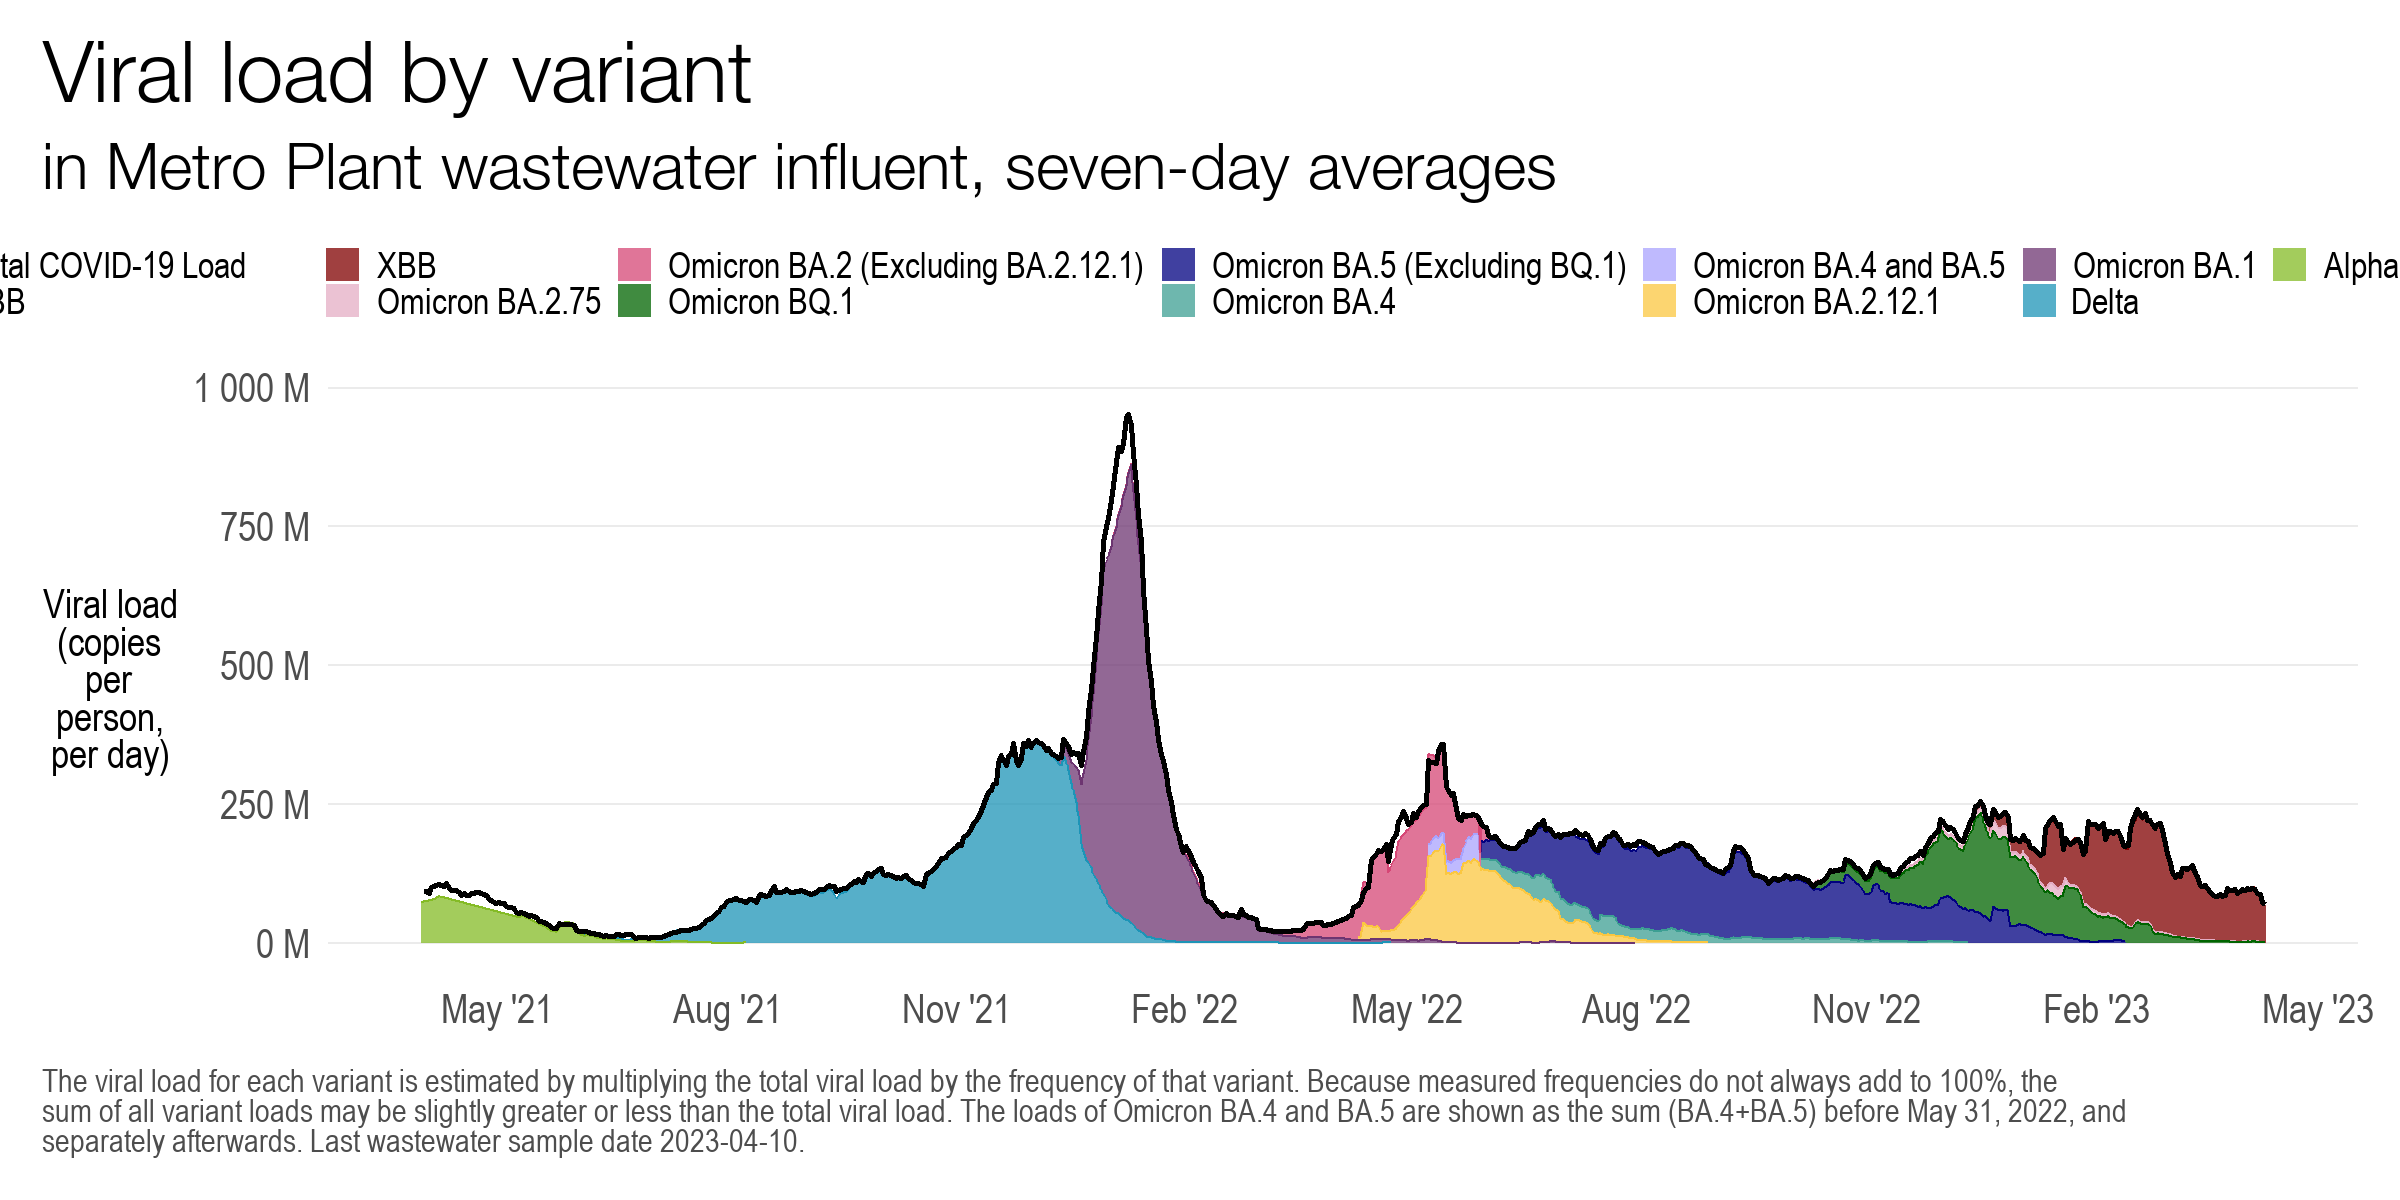 Viral load by variant
in Metro Plant wastewater influent, seven-day averages
tal COVID-19 Load XBB Omicron BA.2 (Excluding BA.2.12.1) Omicron BA.5 (Excluding BQ.1) Omicron BA.4 and BA.5 Omicron BA.1 Alpha
BB Omicron BA.2.75 Omicron BQ.1 Omicron BA.4 Omicron BA.2.12.1 Delta
1 000 M
750 M
500 M
250 M
0 M
Viral load
(copies
per
person,
per day)
May '21 Aug '21 Nov '21 Feb '22 May '22 Aug '22 Nov '22 Feb '23 May '23
The viral load for each variant is estimated by multiplying the total viral load by the frequency of that variant. Because measured frequencies do not always add to 100%, the
sum of all variant loads may be slightly greater or less than the total viral load. The loads of Omicron BA.4 and BA.5 are shown as the sum (BA.4+BA.5) before May 31, 2022, and
separately afterwards. Last wastewater sample date 2023-04-10.